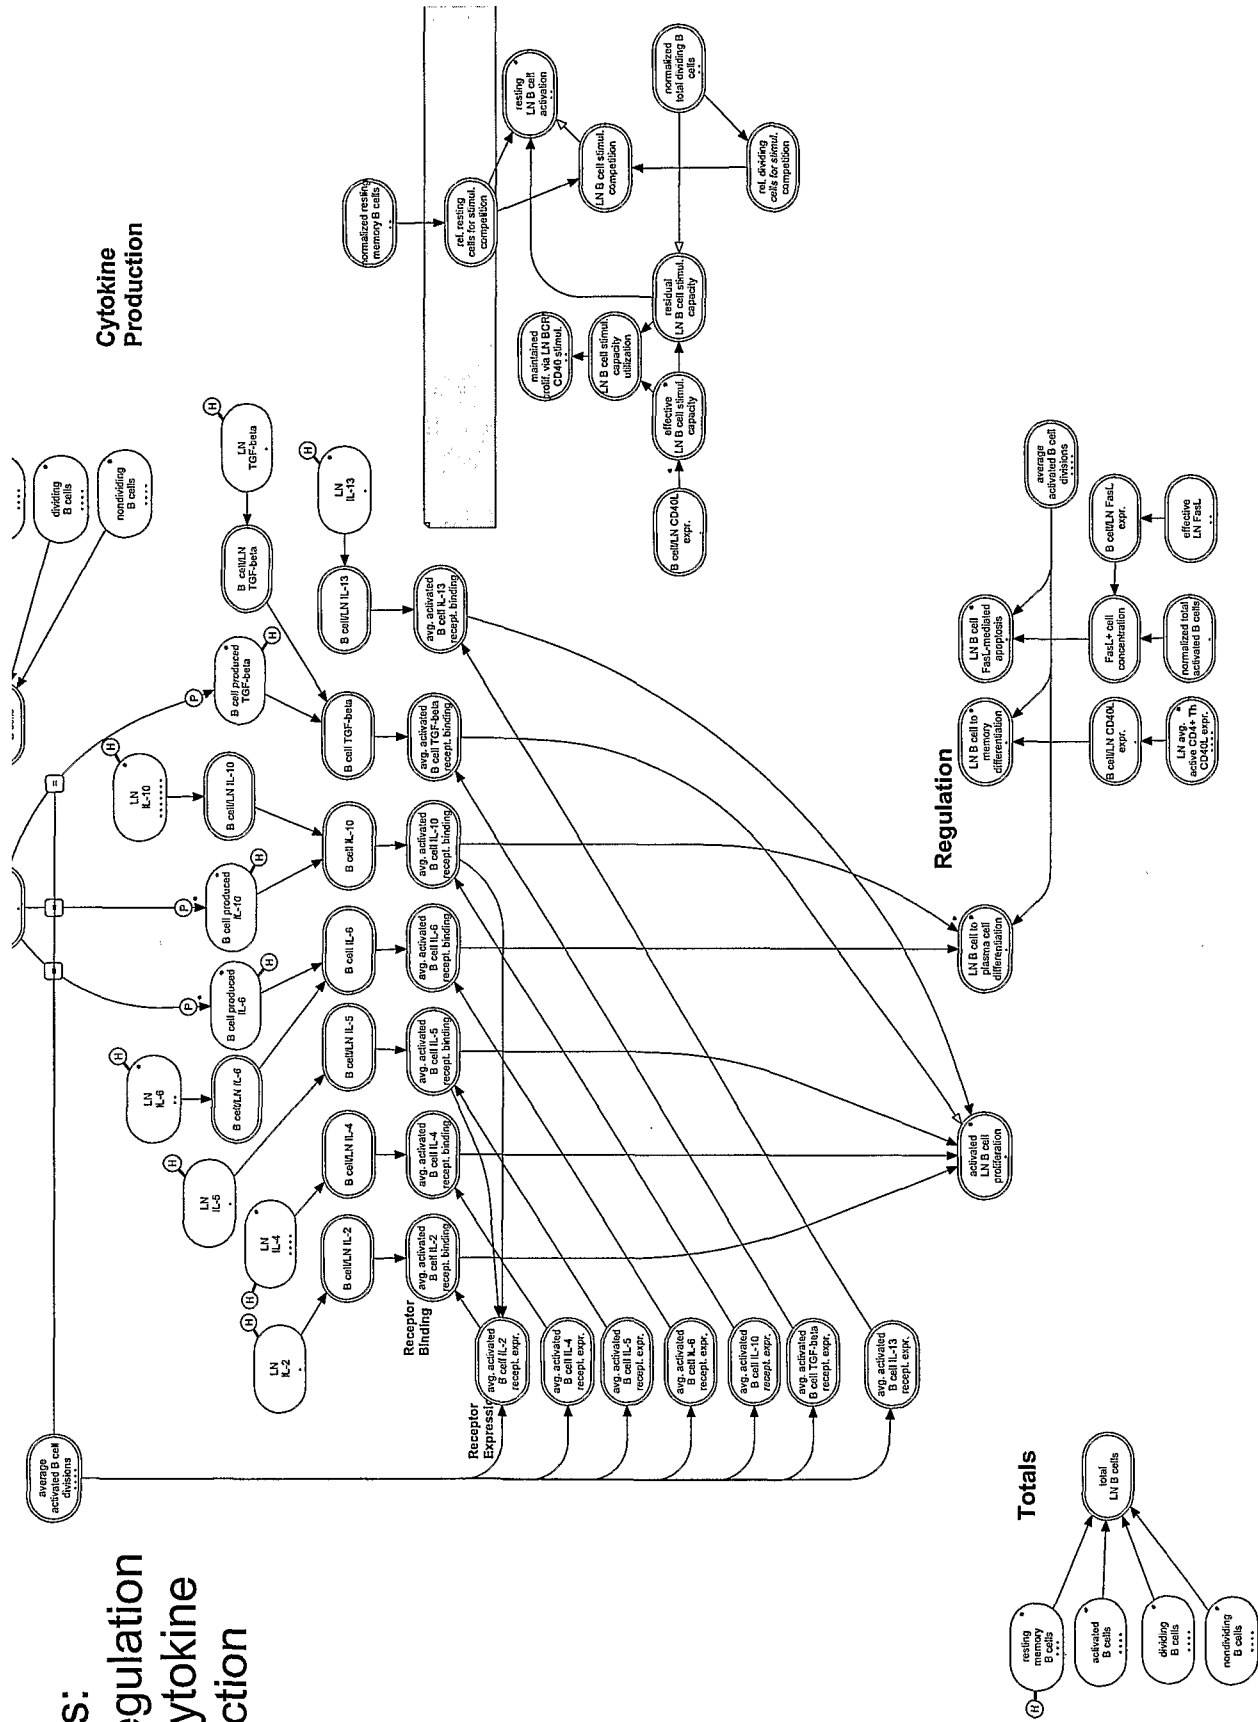 s:
egulation
ytokine
ction
Cytokine
Production
dividing
B cells
nondividing
B cells
average
activated B cell
divisions
=
=
=
P
P
P
H
LN
TGF-beta
B cell/LN
TGF-beta
B cell produced
TGF-beta
H
H
LN
IL-10
B cell/LN IL-10
B cell produced
IL-10
H
B cell produced
IL-6
H
H
LN
IL-6
B cell/LN IL-6
H
LN
IL-5
H
LN
IL-4
H
LN
IL-2
H
LN
IL-13
B cell/LN IL-2
B cell/LN IL-4
B cell/LN IL-5
B cell IL-6
B cell IL-10
B cell TGF-beta
B cell/LN IL-13
Receptor
Binding
avg. activated
B cell IL-2
recept. binding
avg. activated
B cell IL-4
recept. binding
avg. activated
B cell IL-5
recept. binding
avg. activated
B cell IL-6
recept. binding
avg. activated
B cell IL-10
recept. binding
avg. activated
B cell TGF-beta
recept. binding
avg. activated
B cell IL-13
recept. binding
Receptor
Expressio
avg. activated
B cell IL-2
recept. expr.
avg. activated
B cell IL-4
recept. expr.
avg. activated
B cell IL-5
recept. expr.
avg. activated
B cell IL-6
recept. expr.
avg. activated
B cell IL-10
recept. expr.
avg. activated
B cell TGF-beta
recept. expr.
avg. activated
B cell IL-13
recept. expr.
normalized resting
memory B cells
rel. resting
cells for stimul.
competition
resting
LN B cell
activation
LN B cell stimul.
competition
normalized
total dividing B
cells
rel. dividing
cells for stimul.
competition
maintained
prolif. via LN BCR/
CD40 stimul.
LN B cell stimul.
capacity
utilization
residual
LN B cell stimul.
capacity
effective
LN B cell stimul.
capacity
B cell/LN CD40L
expr.
Regulation
activated
LN B cell
proliferation
LN B cell to
plasma cell
differentiation
LN B cell to
memory
differentiation
LN B cell
FasL-mediated
apoptosis
average
activated B cell
divisions
B cell/LN CD40L
expr.
FasL+ cell
concentration
B cell/LN FasL
expr.
LN avg.
active CD4+ Th
CD40L expr.
normalized total
activated B cells
effective
LN FasL
Totals
total
LN B cells
H
resting
memory
B cells
activated
B cells
dividing
B cells
nondividing
B cells